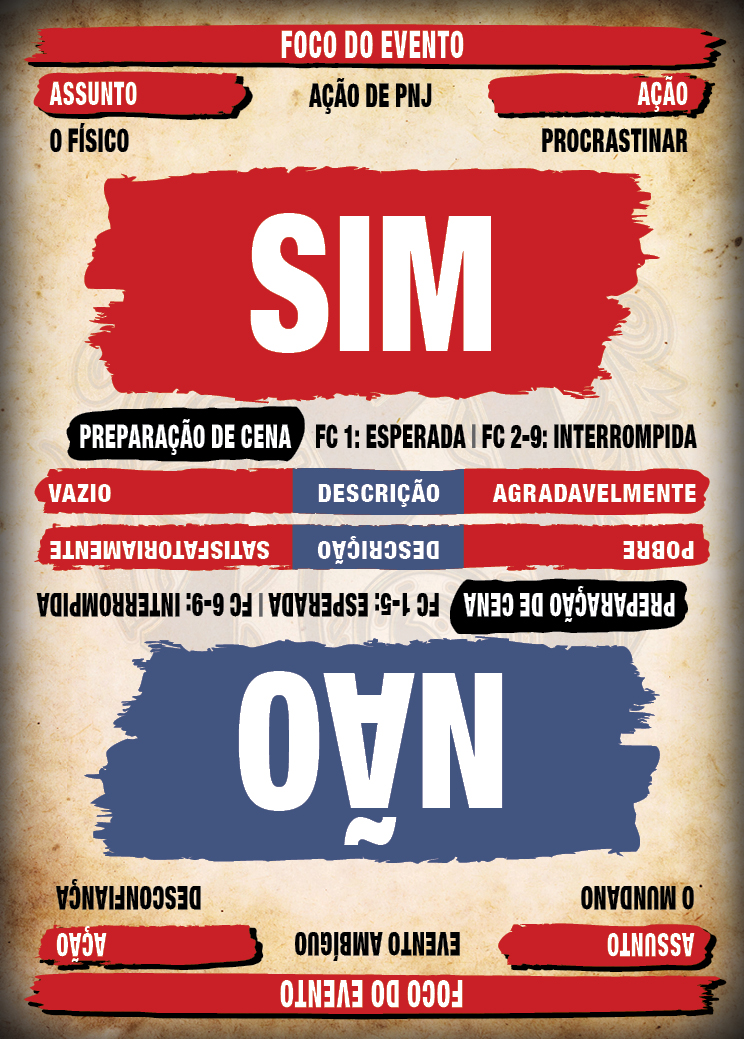 FOCO DO EVENTO
ASSUNTO AÇÃO DE PNJ AÇÃO
O FÍSICO PROCRASTINAR
SIM
PREPARAÇÃO DE CENA FC 1: ESPERADA | FC 2-9: INTERROMPIDA
VAZIO DESCRIÇÃO AGRADAVELMENTE
POBRE DESCRIÇÃO SATISFATORIAMENTE
PREPARAÇÃO DE CENA FC 1-5: ESPERADA | FC 6-9: INTERROMPIDA
NÃO
O MUNDANO DESCONFIANÇA
ASSUNTO EVENTO AMBÍGUO AÇÃO
FOCO DO EVENTO